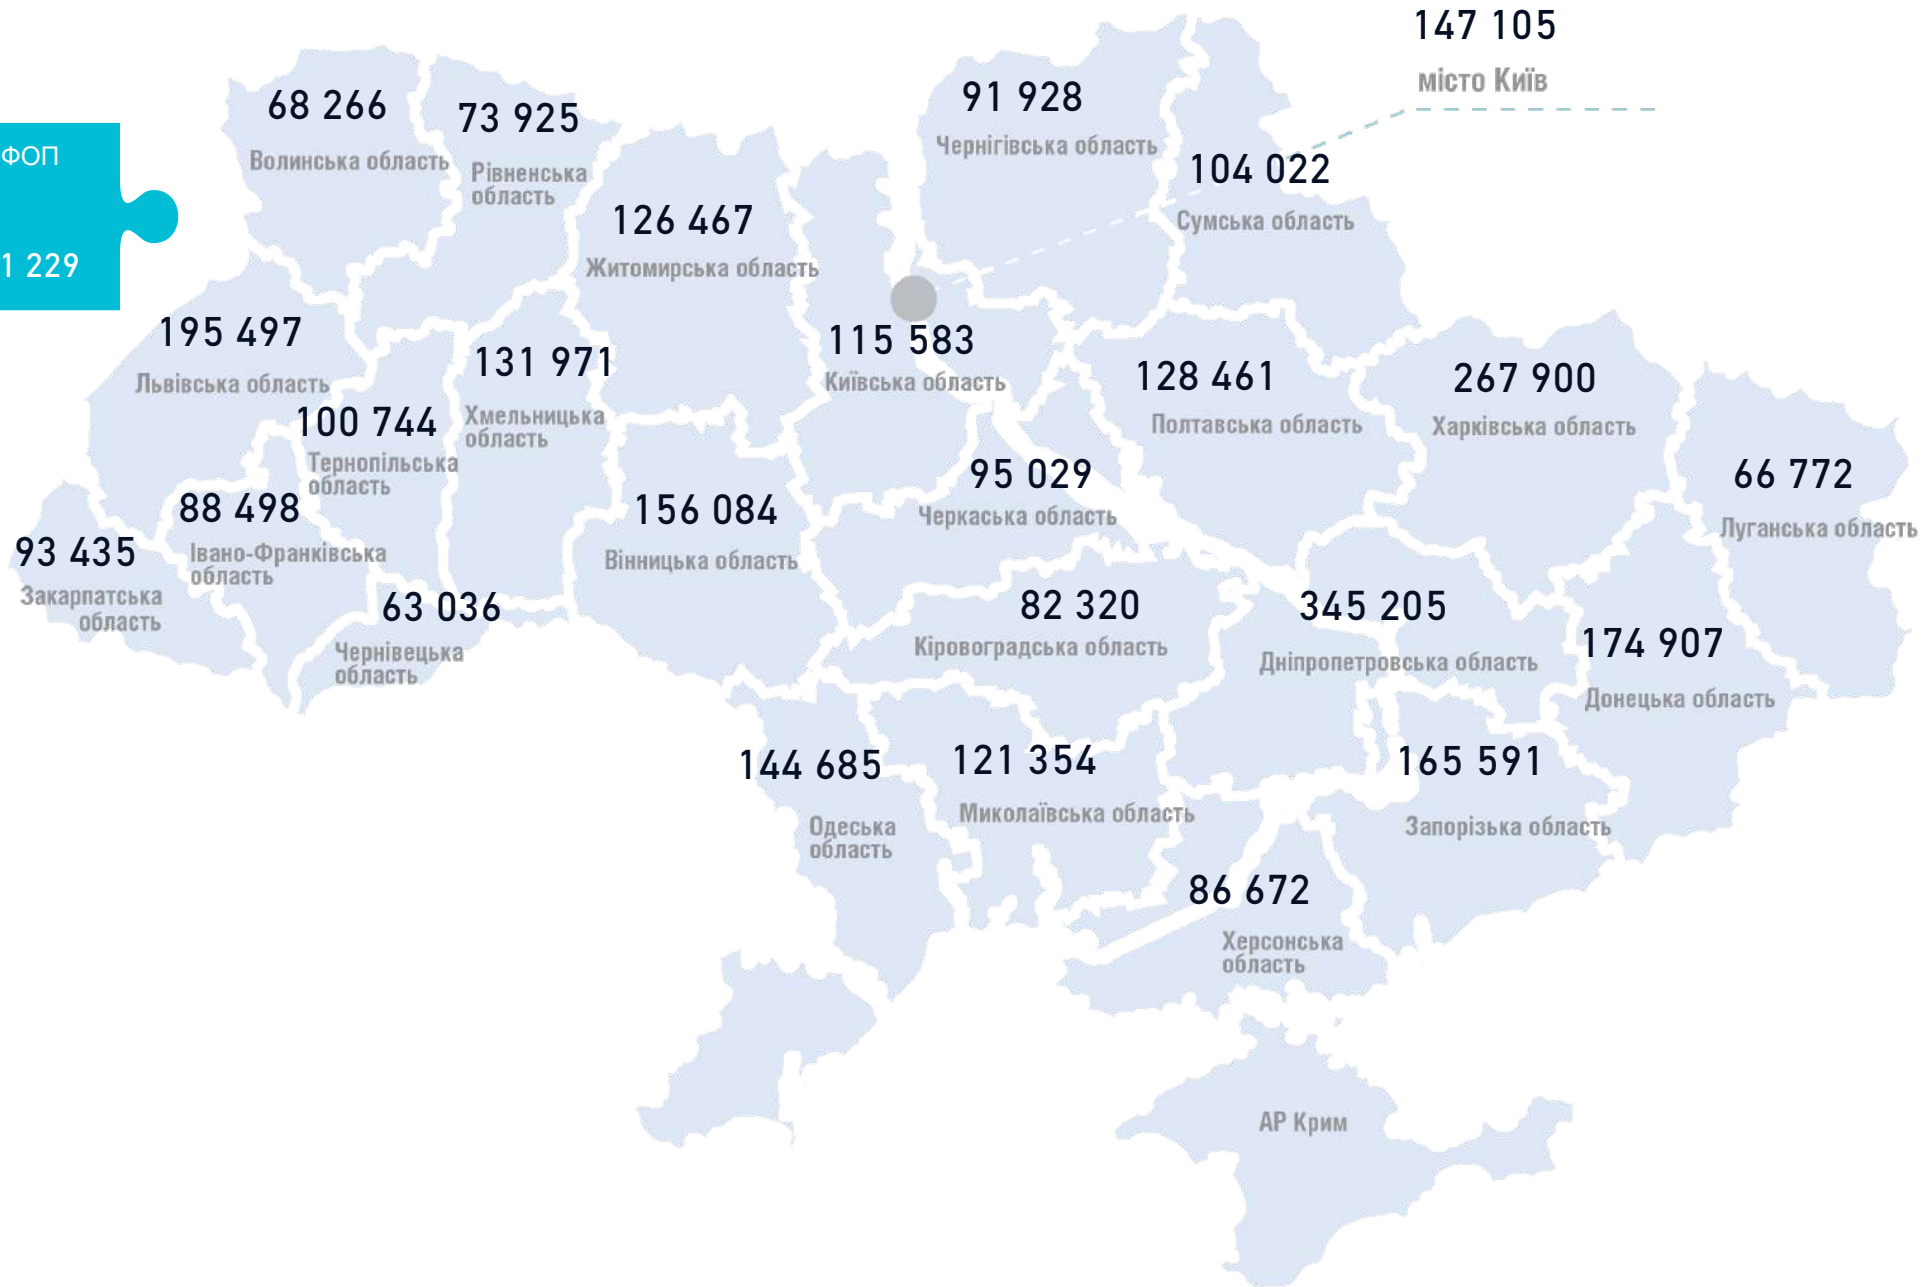 147 105
місто Київ
68 266
Волинська область
73 925
Рівненська
область
91 928
Чернігівська область
104 022
Сумська область
ФОП
1 229
126 467
Житомирська область
195 497
Львівська область
131 971
Хмельницька
область
115 583
Київська область
128 461
Полтавська область
267 900
Харківська область
100 744
Тернопільська
область
66 772
Луганська область
88 498
Івано-Франківська
область
156 084
Вінницька область
95 029
Черкаська область
93 435
Закарпатська
область
63 036
Чернівецька
область
82 320
Кіровоградська область
345 205
Дніпропетровська область
174 907
Донецька область
144 685
Одеська
область
121 354
Миколаївська область
165 591
Запорізька область
86 672
Херсонська
область
АР Крим